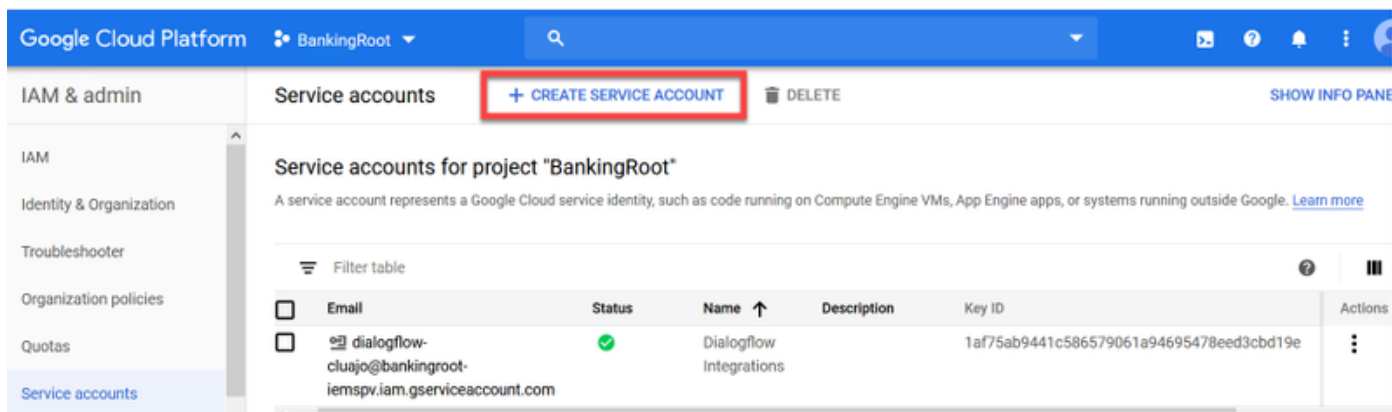 Google Cloud Platform BankingRoot
IAM & admin Service accounts + CREATE SERVICE ACCOUNT DELETE SHOW INFO PANE
IAM
Identity & Organization
Troubleshooter
Organization policies
Quotas
Service accounts
Service accounts for project "BankingRoot"
A service account represents a Google Cloud service identity, such as code running on Compute Engine VMs, App Engine apps, or systems running outside Google. Learn more
Filter table
Email Status Name Description Key ID Actions
dialogflow-
cluajo@bankingroot-
iemspv.iam.gserviceaccount.com
Dialogflow
Integrations
1af75ab9441c586579061a94695478eed3cbd19e